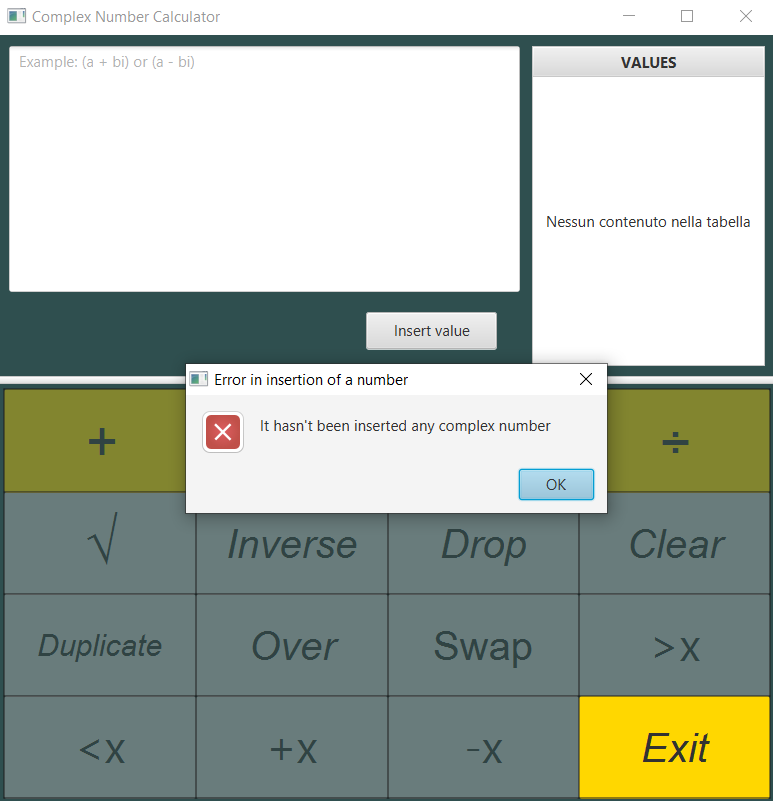 Complex Number Calculator
Example: (a + bi) or (a - bi)
VALUES
Nessun contenuto nella tabella
Insert value
Error in insertion of a number
It hasn't been inserted any complex number
OK
+ ÷
√ Inverse Drop Clear
Duplicate Over Swap >x
<x +x -x Exit